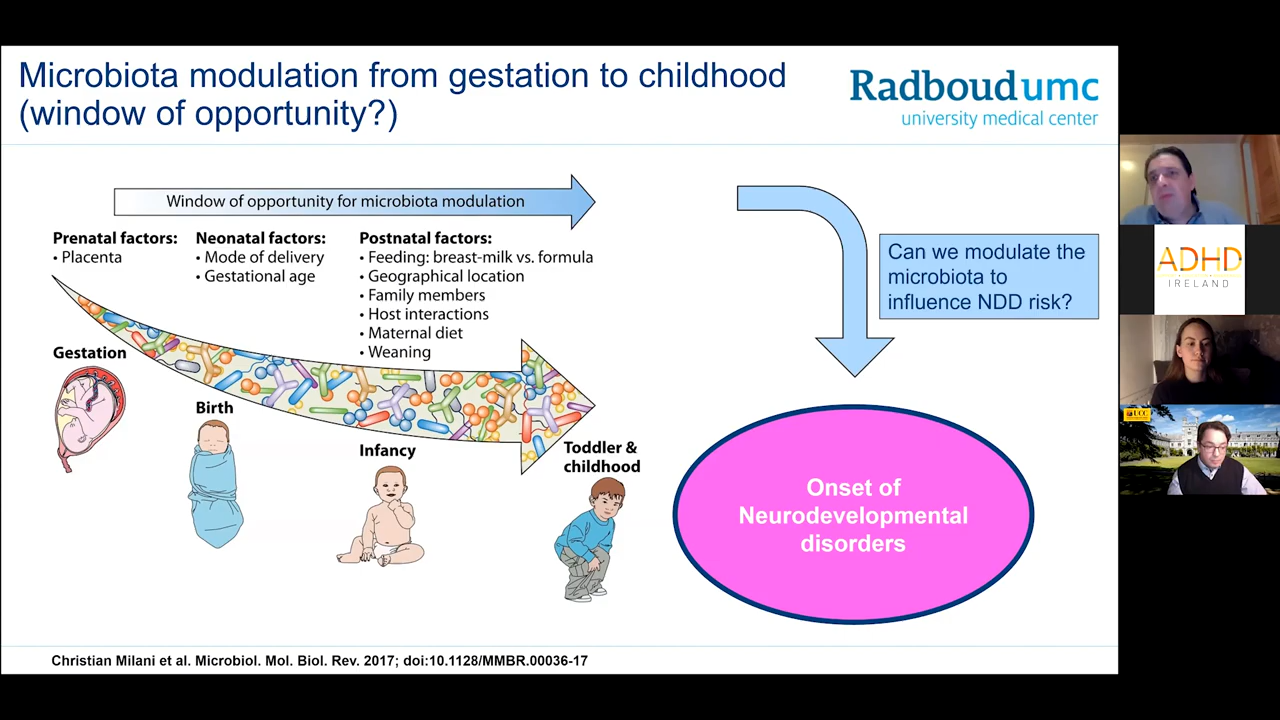 Microbiota modulation from gestation to childhood
(window of opportunity?)
Radboudumc
university medical center
Window of opportunity for microbiota modulation
Prenatal factors:
• Placenta
Neonatal factors:
• Mode of delivery
• Gestational age
Postnatal factors:
• Feeding: breast-milk vs. formula
• Geographical location
• Family members
• Host interactions
• Maternal diet
• Weaning
Gestation
Birth
Infancy
Toddler &
childhood
Can we modulate the
microbiota to
influence NDD risk?
Onset of
Neurodevelopmental
disorders
Christian Milani et al. Microbiol. Mol. Biol. Rev. 2017; doi:10.1128/MMBR.00036-17
ADHD
IRELAND
UCC